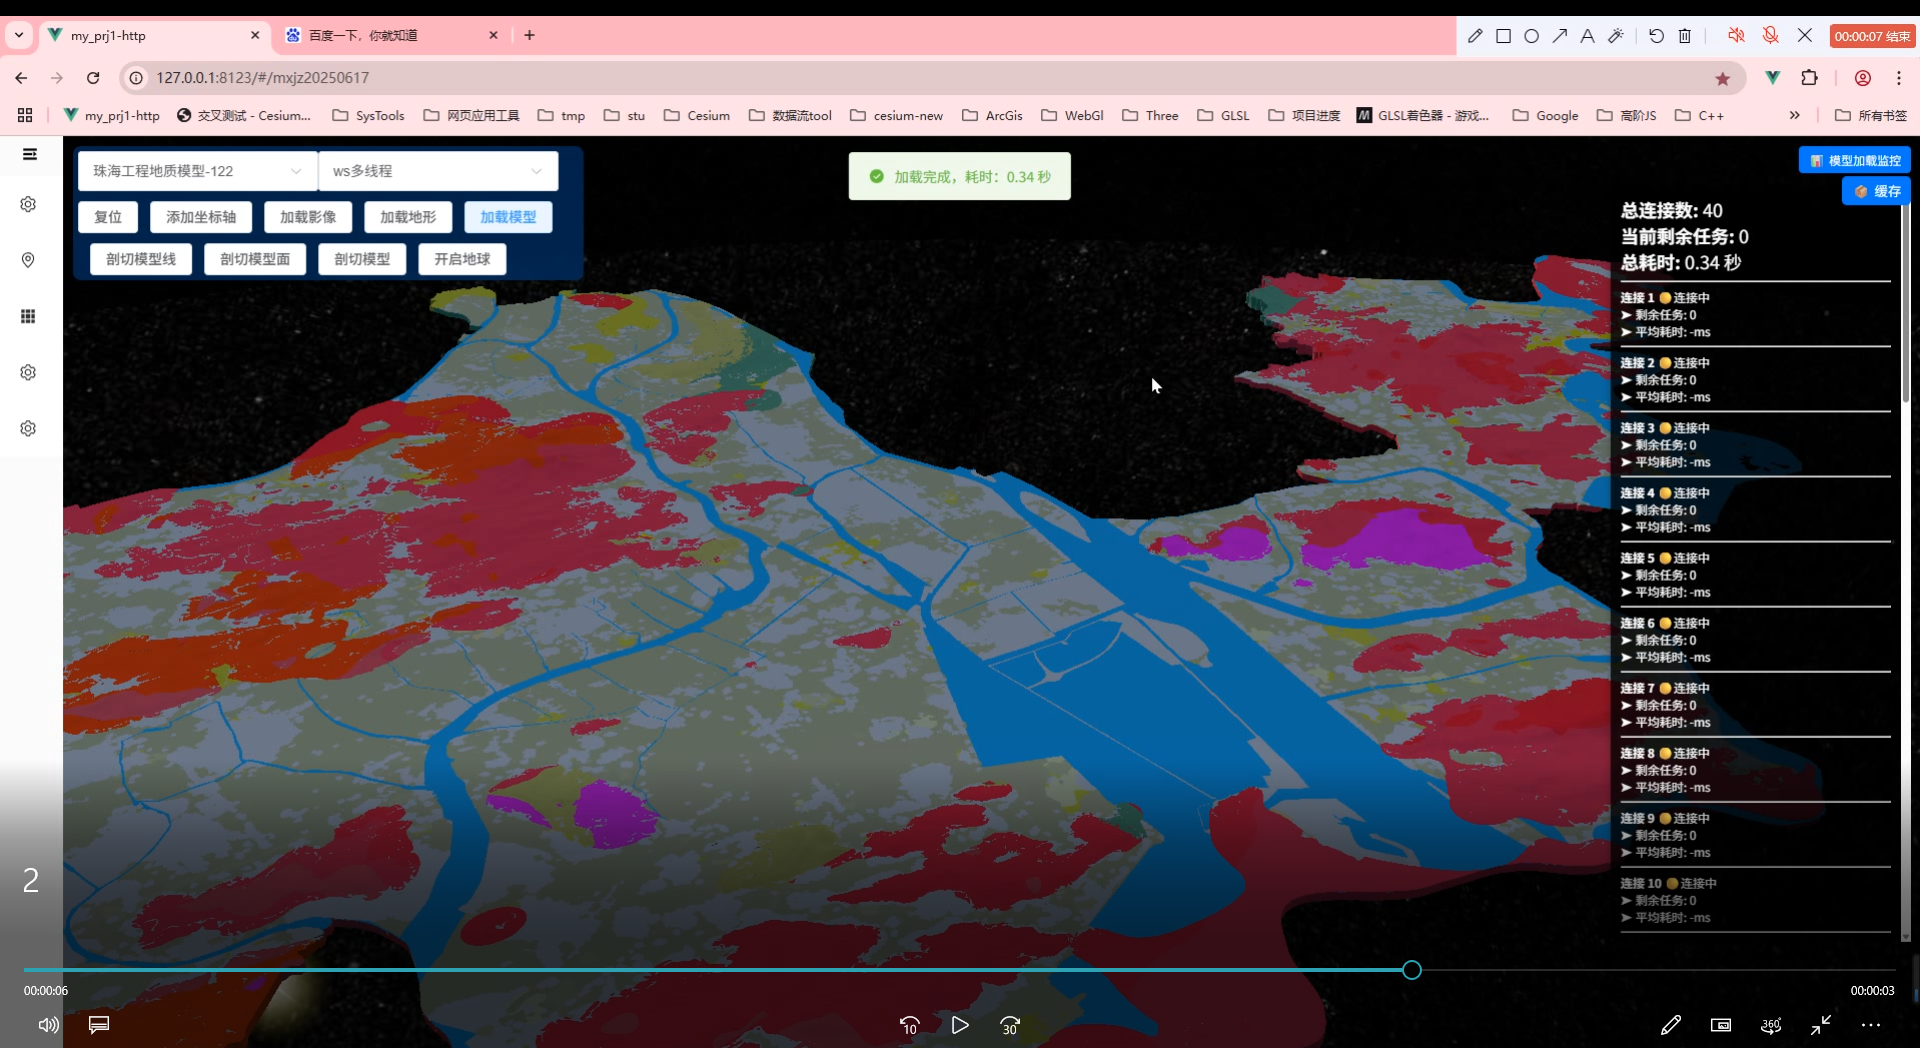 my_prj1-http
百度一下，你就知道
00:00:07 结束
127.0.0.1:8123/#/mxjz20250617
my_prj1-http
交叉测试 - Cesium...
SysTools
网页应用工具
tmp
stu
Cesium
数据流tool
cesium-new
ArcGis
WebGl
Three
GLSL
项目进度
GLSL着色器 - 游戏...
Google
高阶JS
C++
所有书签
珠海工程地质模型-122
ws多线程
复位
添加坐标轴
加载影像
加载地形
加载模型
剖切模型线
剖切模型面
剖切模型
开启地球
加载完成，耗时：0.34 秒
模型加载监控
缓存
总连接数: 40
当前剩余任务: 0
总耗时: 0.34 秒
连接 1 连接中
➤ 剩余任务: 0
➤ 平均耗时: -ms
连接 2 连接中
➤ 剩余任务: 0
➤ 平均耗时: -ms
连接 3 连接中
➤ 剩余任务: 0
➤ 平均耗时: -ms
连接 4 连接中
➤ 剩余任务: 0
➤ 平均耗时: -ms
连接 5 连接中
➤ 剩余任务: 0
➤ 平均耗时: -ms
连接 6 连接中
➤ 剩余任务: 0
➤ 平均耗时: -ms
连接 7 连接中
➤ 剩余任务: 0
➤ 平均耗时: -ms
连接 8 连接中
➤ 剩余任务: 0
➤ 平均耗时: -ms
连接 9 连接中
➤ 剩余任务: 0
➤ 平均耗时: -ms
连接 10 连接中
➤ 剩余任务: 0
➤ 平均耗时: -ms
2
00:00:06
00:00:03
10
30
360